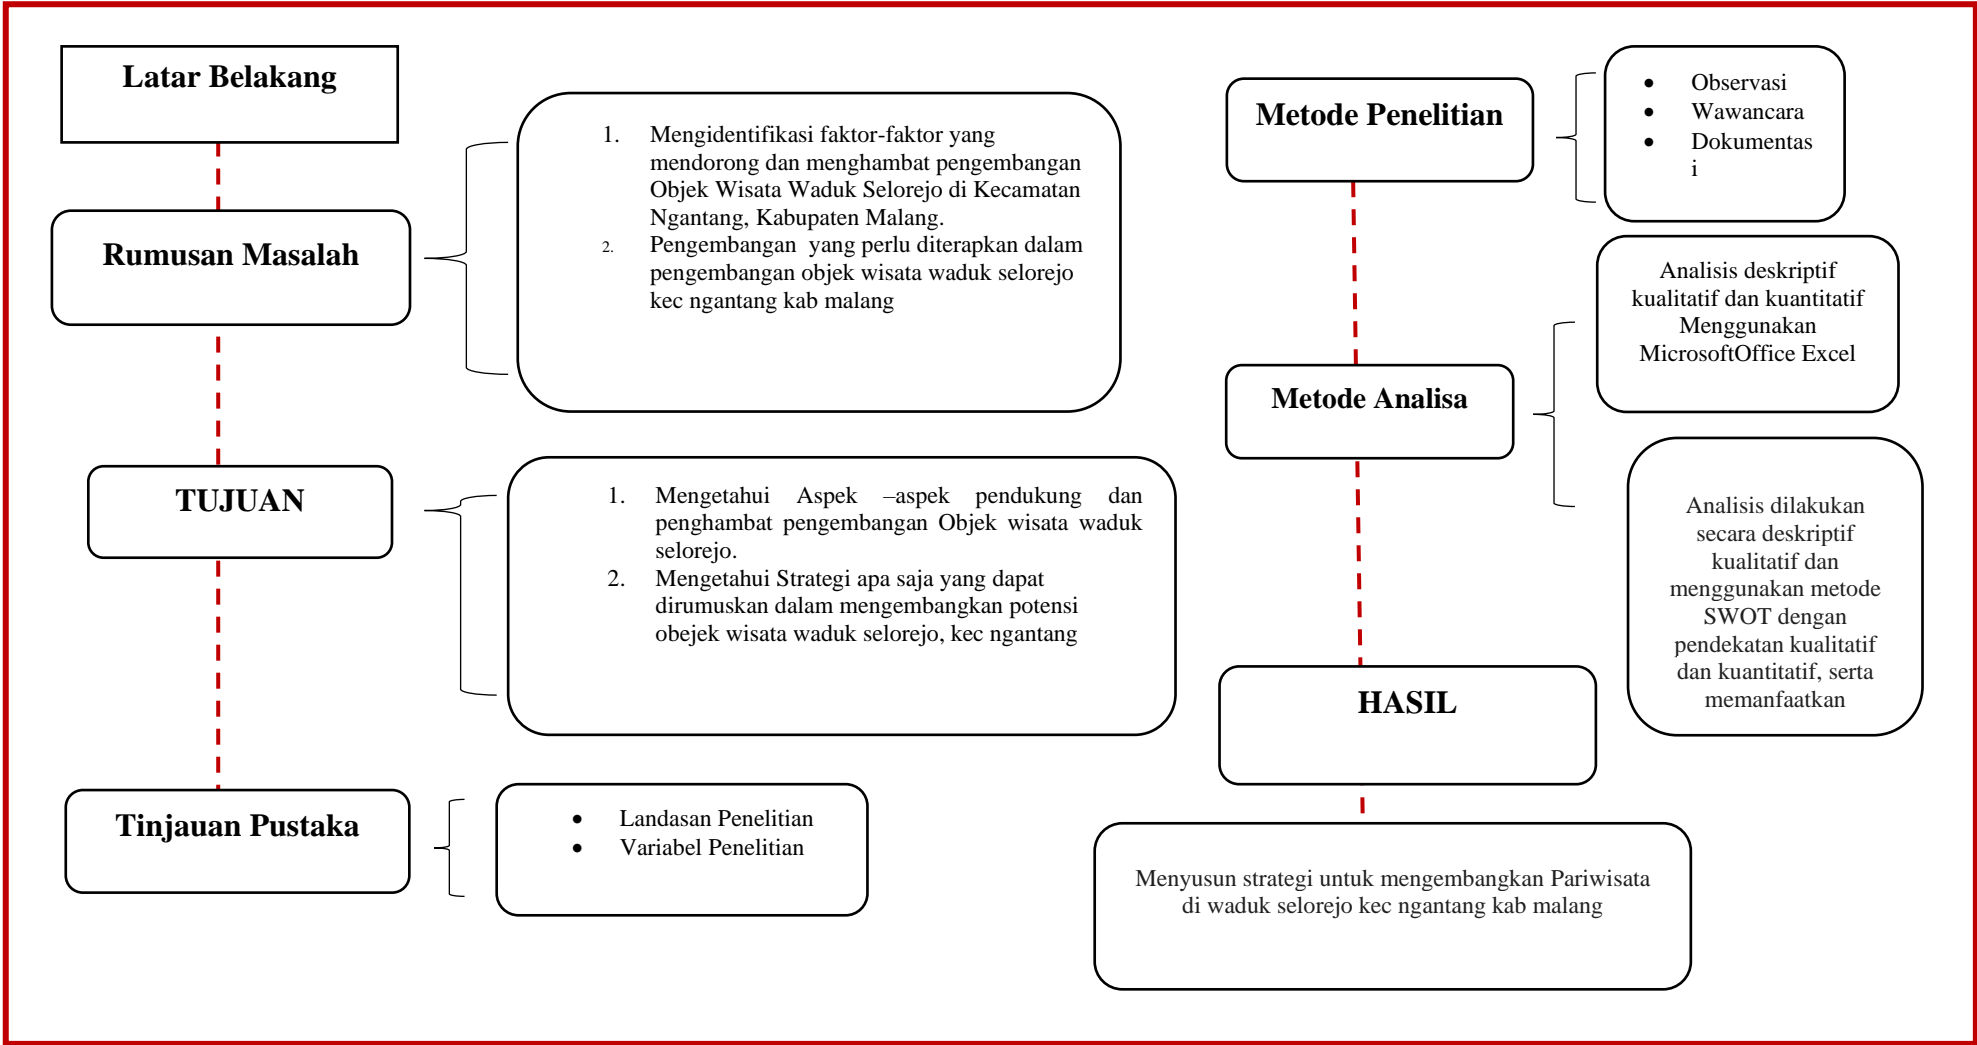 Latar Belakang
Rumusan Masalah
1. Mengidentifikasi faktor-faktor yang
mendorong dan menghambat pengembangan
Objek Wisata Waduk Selorejo di Kecamatan
Ngantang, Kabupaten Malang.
2. Pengembangan yang perlu diterapkan dalam
pengembangan objek wisata waduk selorejo
kec ngantang kab malang
TUJUAN
1. Mengetahui Aspek –aspek pendukung dan
penghambat pengembangan Objek wisata waduk
selorejo.
2. Mengetahui Strategi apa saja yang dapat
dirumuskan dalam mengembangkan potensi
obejek wisata waduk selorejo, kec ngantang
Tinjauan Pustaka
• Landasan Penelitian
• Variabel Penelitian
Metode Penelitian
• Observasi
• Wawancara
• Dokumentas
i
Metode Analisa
Analisis deskriptif
kualitatif dan kuantitatif
Menggunakan
MicrosoftOffice Excel
Analisis dilakukan
secara deskriptif
kualitatif dan
menggunakan metode
SWOT dengan
pendekatan kualitatif
dan kuantitatif, serta
memanfaatkan
HASIL
Menyusun strategi untuk mengembangkan Pariwisata
di waduk selorejo kec ngantang kab malang